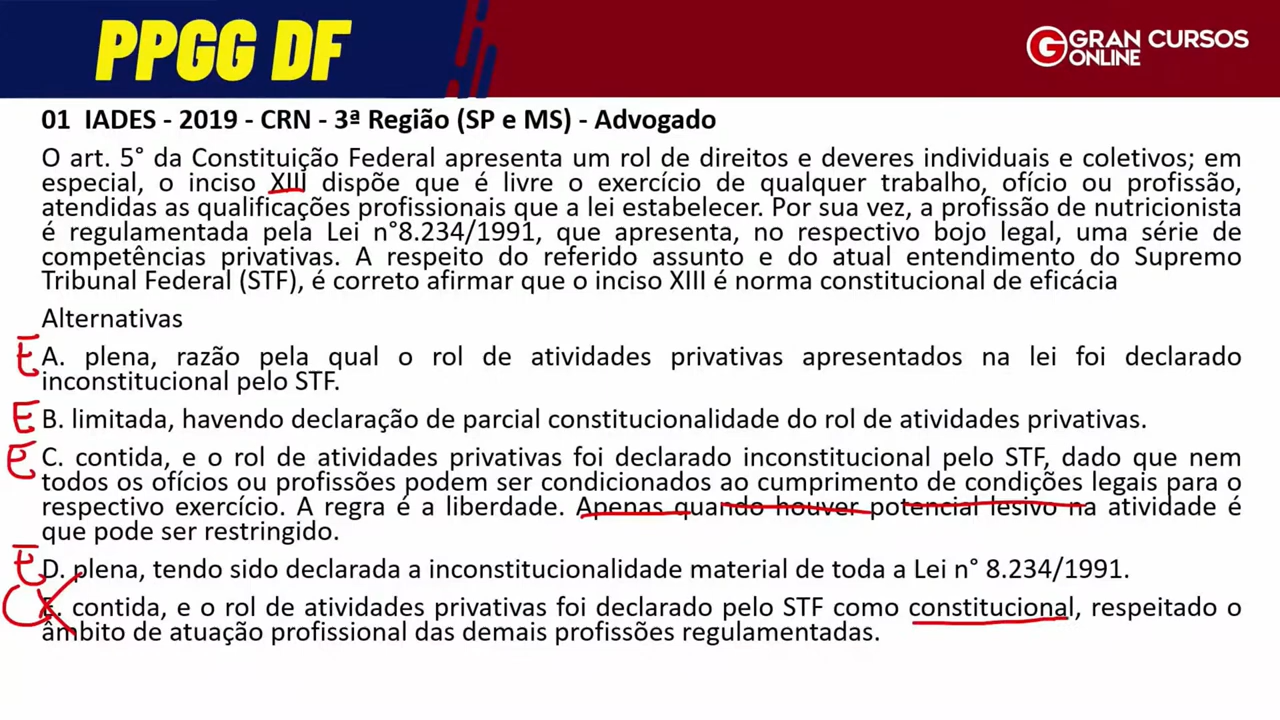 PPGG DF
GRAN CURSOS
ONLINE
01 IADES - 2019 - CRN - 3ª Região (SP e MS) - Advogado
O art. 5° da Constituição Federal apresenta um rol de direitos e deveres individuais e coletivos; em
especial, o inciso XIII dispõe que é livre o exercício de qualquer trabalho, ofício ou profissão,
atendidas as qualificações profissionais que a lei estabelecer. Por sua vez, a profissão de nutricionista
é regulamentada pela Lei n°8.234/1991, que apresenta, no respectivo bojo legal, uma série de
competências privativas. A respeito do referido assunto e do atual entendimento do Supremo
Tribunal Federal (STF), é correto afirmar que o inciso XIII é norma constitucional de eficácia
Alternativas
E A. plena, razão pela qual o rol de atividades privativas apresentados na lei foi declarado
inconstitucional pelo STF.
E B. limitada, havendo declaração de parcial constitucionalidade do rol de atividades privativas.
E C. contida, e o rol de atividades privativas foi declarado inconstitucional pelo STF, dado que nem
todos os ofícios ou profissões podem ser condicionados ao cumprimento de condições legais para o
respectivo exercício. A regra é a liberdade. Apenas quando houver potencial lesivo na atividade é
que pode ser restringido.
E D. plena, tendo sido declarada a inconstitucionalidade material de toda a Lei n° 8.234/1991.
C E. contida, e o rol de atividades privativas foi declarado pelo STF como constitucional, respeitado o
âmbito de atuação profissional das demais profissões regulamentadas.